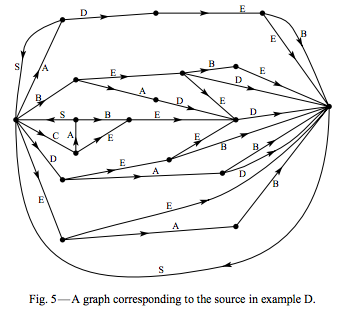 D E
S A E B
B E B E D
A D E
S B E D
C A E E B B
D E A D
E E A B
S
Fig. 5—A graph corresponding to the source in example D.